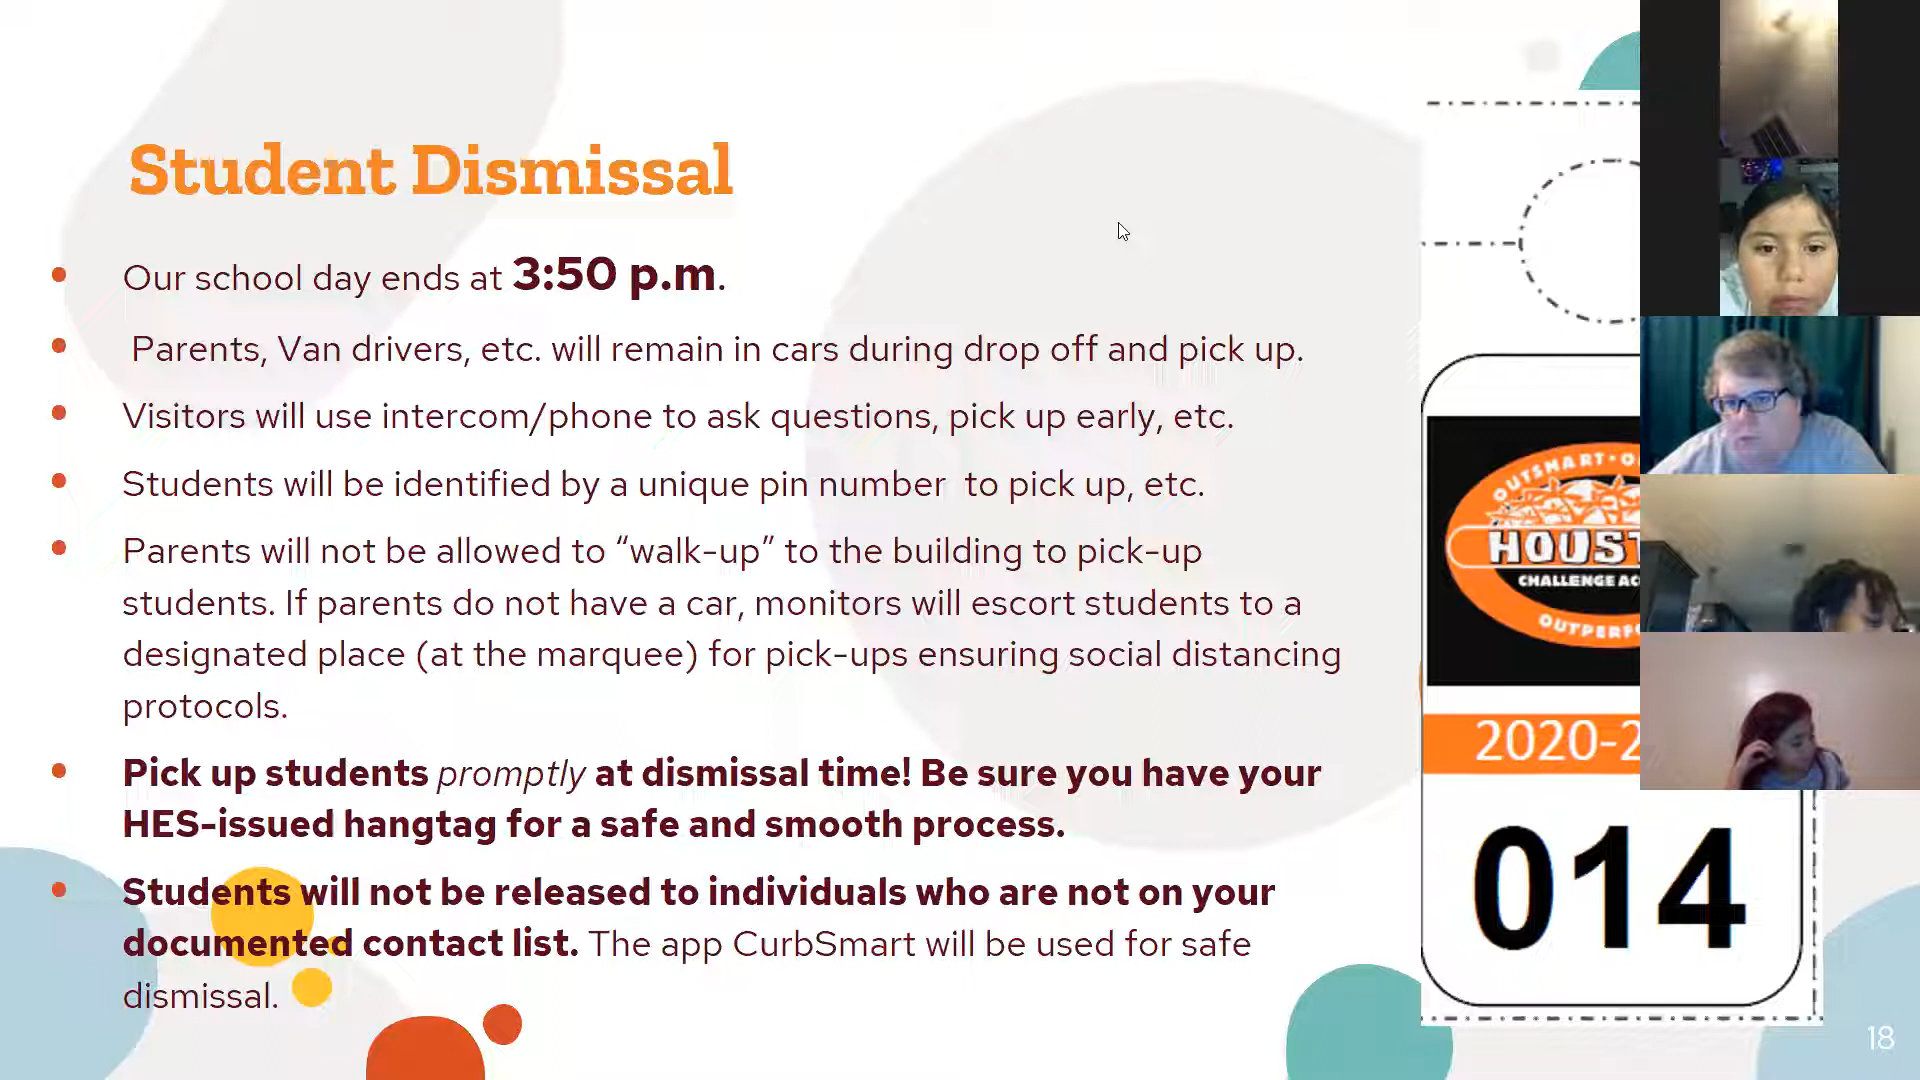 Student Dismissal
• Our school day ends at 3:50 p.m.
• Parents, Van drivers, etc. will remain in cars during drop off and pick up.
• Visitors will use intercom/phone to ask questions, pick up early, etc.
• Students will be identified by a unique pin number to pick up, etc.
• Parents will not be allowed to “walk-up” to the building to pick-up
students. If parents do not have a car, monitors will escort students to a
designated place (at the marquee) for pick-ups ensuring social distancing
protocols.
• Pick up students promptly at dismissal time! Be sure you have your
HES-issued hangtag for a safe and smooth process.
• Students will not be released to individuals who are not on your
documented contact list. The app CurbSmart will be used for safe
dismissal.
OUTSMART • O
HOUST
CHALLENGE AC
OUTPERFO
2020-2
014
18